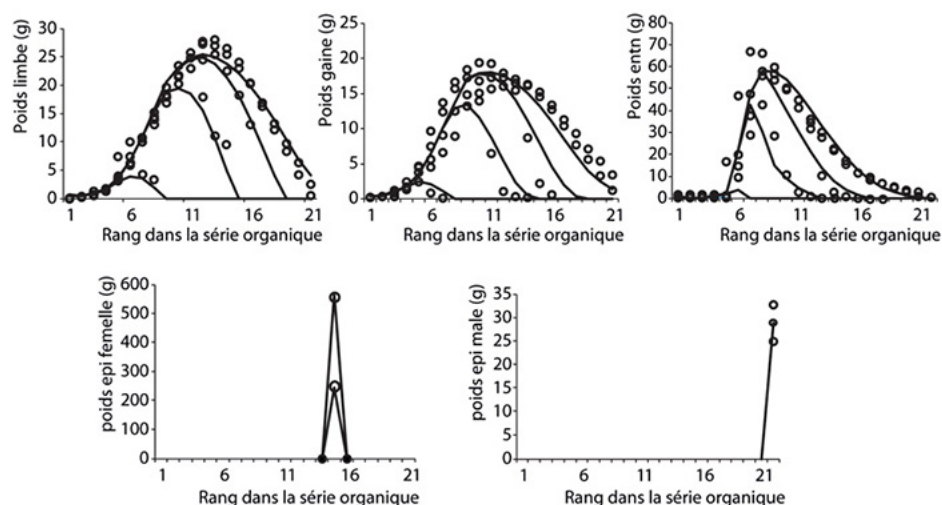 Poids limbe (g)
30
25
20
15
10
5
0
1 6 11 16 21
Rang dans la série organique
Poids gaine (g)
25
20
15
10
5
0
1 6 11 16 21
Rang dans la série organique
Poids entn (g)
80
70
60
50
40
30
20
10
0
1 6 11 16 21
Rang dans la série organique
poids epi femelle (g)
600
500
400
300
200
100
0
1 6 11 16 21
Rang dans la série organique
poids epi male (g)
35
30
25
20
15
10
5
0
1 6 11 16 21
Rang dans la série organique